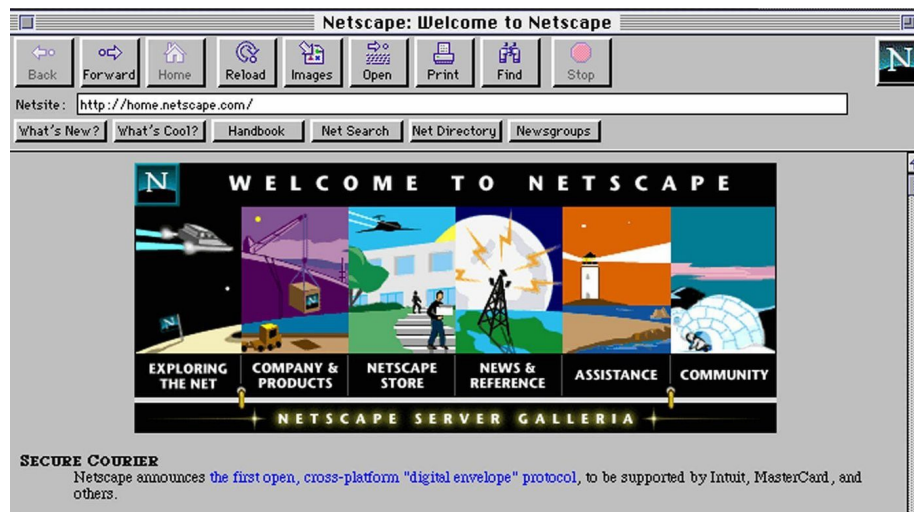 Netscape: Welcome to Netscape
Back Forward Home Reload Images Open Print Find Stop
N
Netsite: http://home.netscape.com/
What's New? What's Cool? Handbook Net Search Net Directory Newsgroups
N WELCOME TO NETSCAPE
N
N
EXPLORING THE NET
COMPANY & PRODUCTS
NETSCAPE STORE
NEWS & REFERENCE
ASSISTANCE
COMMUNITY
NETSCAPE SERVER GALLERIA
SECURE COURIER
Netscape announces the first open, cross-platform "digital envelope" protocol, to be supported by Intuit, MasterCard, and
others.